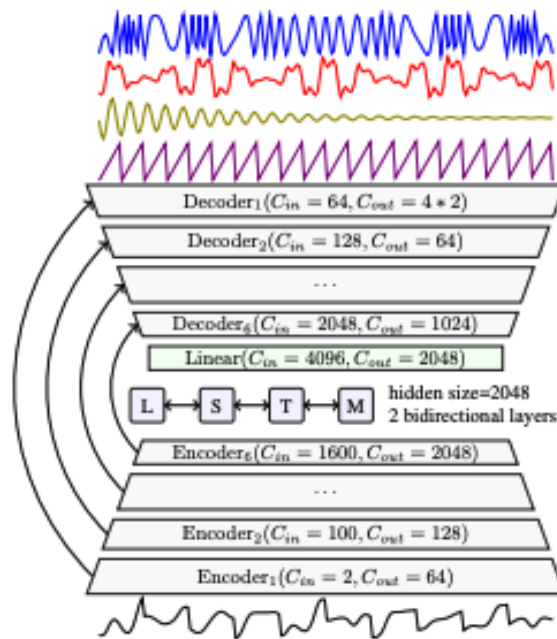 Decoder₁(C_in = 64, C_out = 4 * 2)
Decoder₂(C_in = 128, C_out = 64)
...
Decoder₆(C_in = 2048, C_out = 1024)
Linear(C_in = 4096, C_out = 2048)
L S T M
hidden size=2048
2 bidirectional layers
Encoder₆(C_in = 1600, C_out = 2048)
...
Encoder₂(C_in = 100, C_out = 128)
Encoder₁(C_in = 2, C_out = 64)